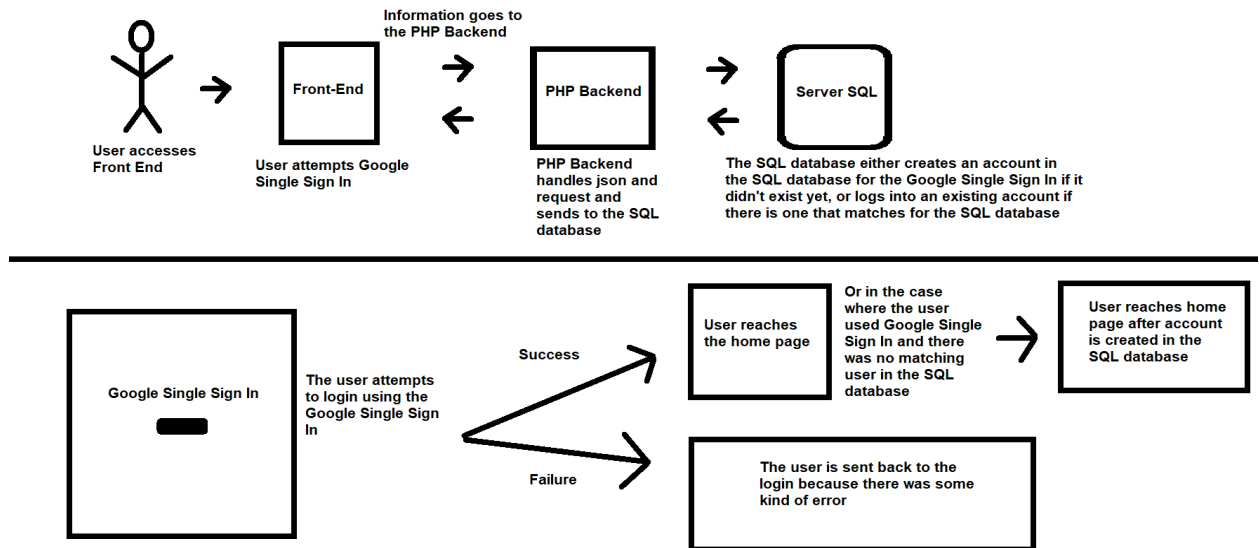 Information goes to
the PHP Backend
Front-End
PHP Backend
Server SQL
User accesses
Front End
User attempts Google
Single Sign In
PHP Backend
handles json and
request and
sends to the SQL
database
The SQL database either creates an account in
the SQL database for the Google Single Sign In if it
didn't exist yet, or logs into an existing account if
there is one that matches for the SQL database
Google Single Sign In
The user attempts
to login using the
Google Single Sign
In
Success
Failure
User reaches
the home page
Or in the case
where the user
used Google Single
Sign In and there
was no matching
user in the SQL
database
User reaches home
page after account
is created in the
SQL database
The user is sent back to the
login because there was some
kind of error